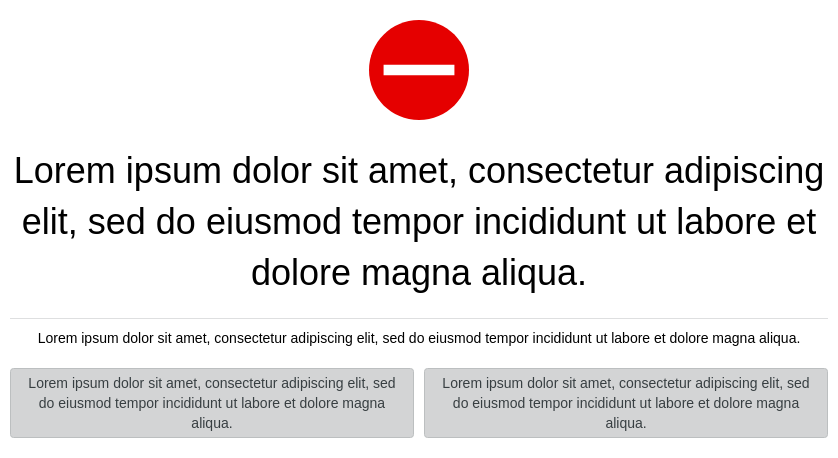 Lorem ipsum dolor sit amet, consectetur adipiscing
elit, sed do eiusmod tempor incididunt ut labore et
dolore magna aliqua.
Lorem ipsum dolor sit amet, consectetur adipiscing elit, sed do eiusmod tempor incididunt ut labore et dolore magna aliqua.
Lorem ipsum dolor sit amet, consectetur adipiscing elit, sed
do eiusmod tempor incididunt ut labore et dolore magna
aliqua.
Lorem ipsum dolor sit amet, consectetur adipiscing elit, sed
do eiusmod tempor incididunt ut labore et dolore magna
aliqua.